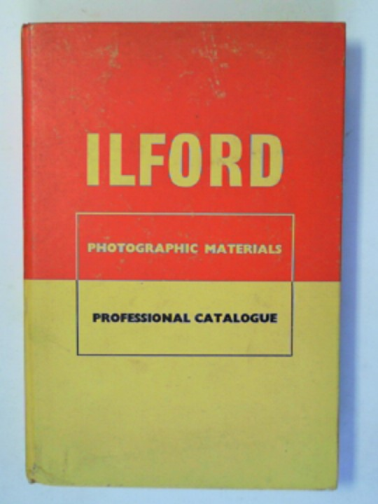 ILFORD
PHOTOGRAPHIC MATERIALS
PROFESSIONAL CATALOGUE